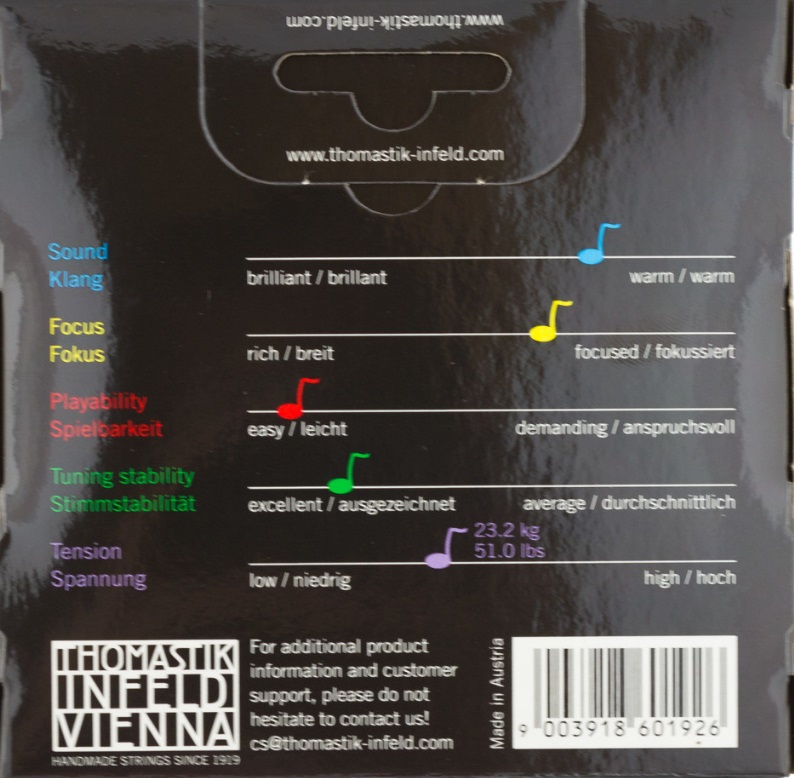 www.thomastik-infeld.com
www.thomastik-infeld.com
Sound
Klang
brilliant / brillant
warm / warm
Focus
Fokus
rich / breit
focused / fokussiert
Playability
Spielbarkeit
easy / leicht
demanding / anspruchsvoll
Tuning stability
Stimmstabilität
excellent / ausgezeichnet
average / durchschnittlich
Tension
Spannung
23.2 kg
51.0 lbs
low / niedrig
high / hoch
THOMASTIK
INFELD
VIENNA
HANDMADE STRINGS SINCE 1919
For additional product
information and customer
support, please do not
hesitate to contact us!
cs@thomastik-infeld.com
Made in Austria
9 003918 601926